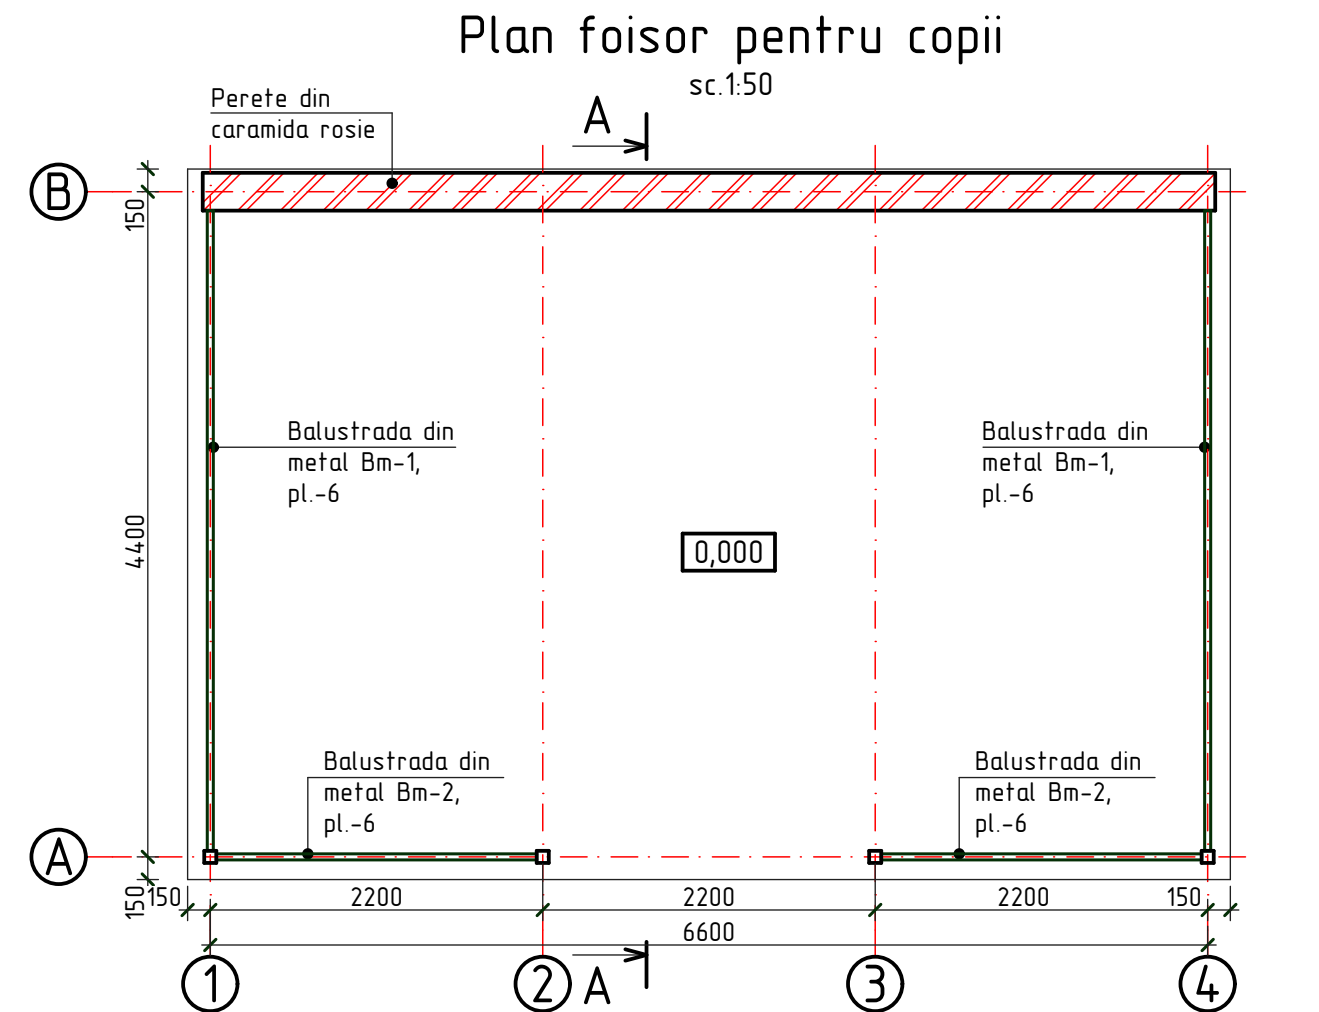 Plan foisor pentru copii
sc.1:50
Perete din
caramida rosie
A
B
150
Balustrada din
metal Bm-1,
pl.-6
Balustrada din
metal Bm-1,
pl.-6
4400
0,000
Balustrada din
metal Bm-2,
pl.-6
Balustrada din
metal Bm-2,
pl.-6
A
150
150
2200
2200
2200
150
6600
1
2
A
3
4